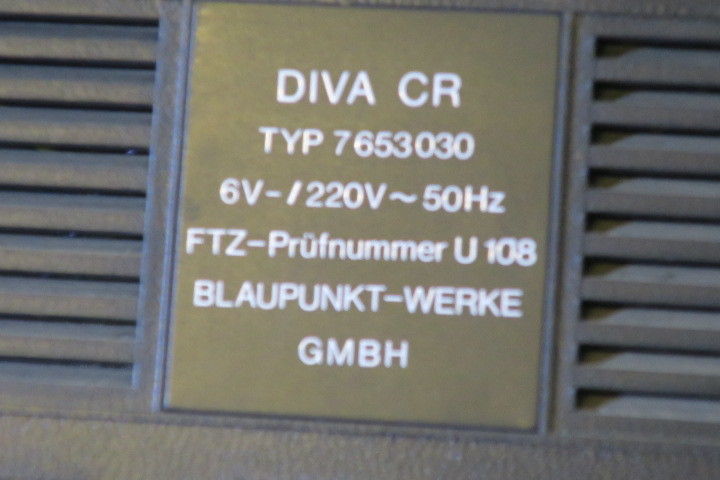 DIVA CR
TYP 7653030
6V-/220V~50Hz
FTZ-Prüfnummer U 108
BLAUPUNKT-WERKE
GMBH